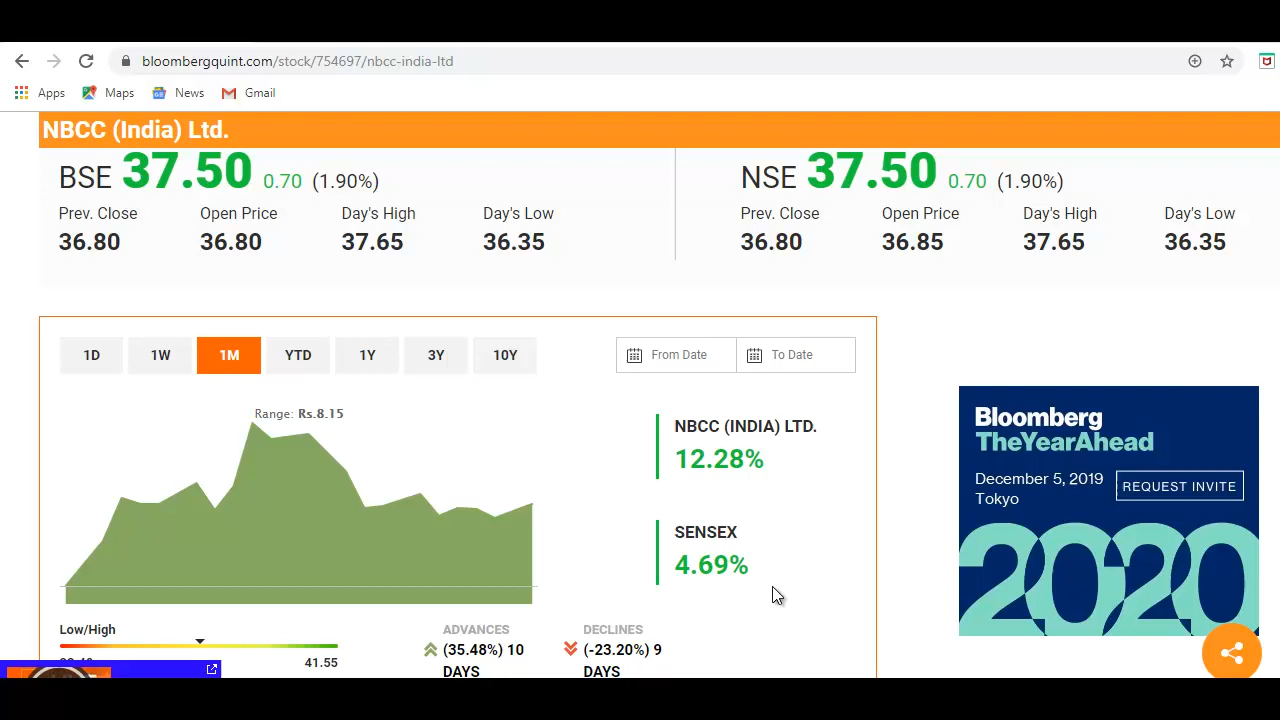 bloombergquint.com/stock/754697/nbcc-india-ltd
Apps Maps News Gmail
NBCC (India) Ltd.
BSE 37.50 0.70 (1.90%)
Prev. Close Open Price Day's High Day's Low
36.80 36.80 37.65 36.35
NSE 37.50 0.70 (1.90%)
Prev. Close Open Price Day's High Day's Low
36.80 36.85 37.65 36.35
1D 1W 1M YTD 1Y 3Y 10Y
From Date To Date
Range: Rs.8.15
NBCC (INDIA) LTD.
12.28%
SENSEX
4.69%
Low/High
41.55
ADVANCES
(35.48%) 10
DAYS
DECLINES
(-23.20%) 9
DAYS
Bloomberg
TheYearAhead
December 5, 2019
Tokyo
REQUEST INVITE
2020